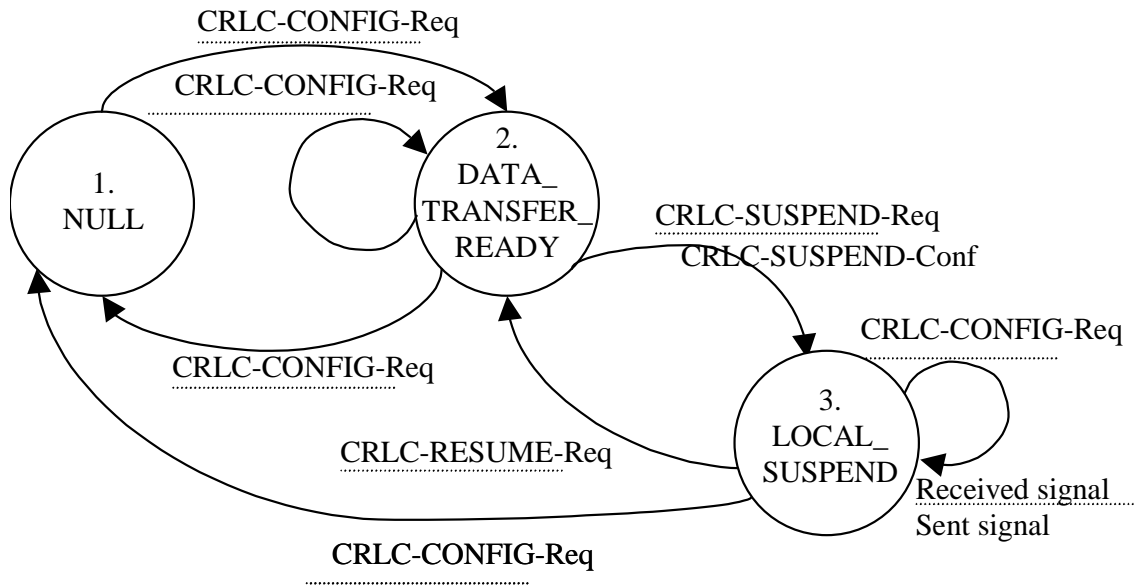 CRLC-CONFIG-Req
CRLC-CONFIG-Req
1.
NULL
2.
DATA_
TRANSFER_
READY
CRLC-SUSPEND-Req
CRLC-SUSPEND-Conf
CRLC-CONFIG-Req
CRLC-CONFIG-Req
3.
LOCAL_
SUSPEND
CRLC-RESUME-Req
Received signal
Sent signal
CRLC-CONFIG-Req